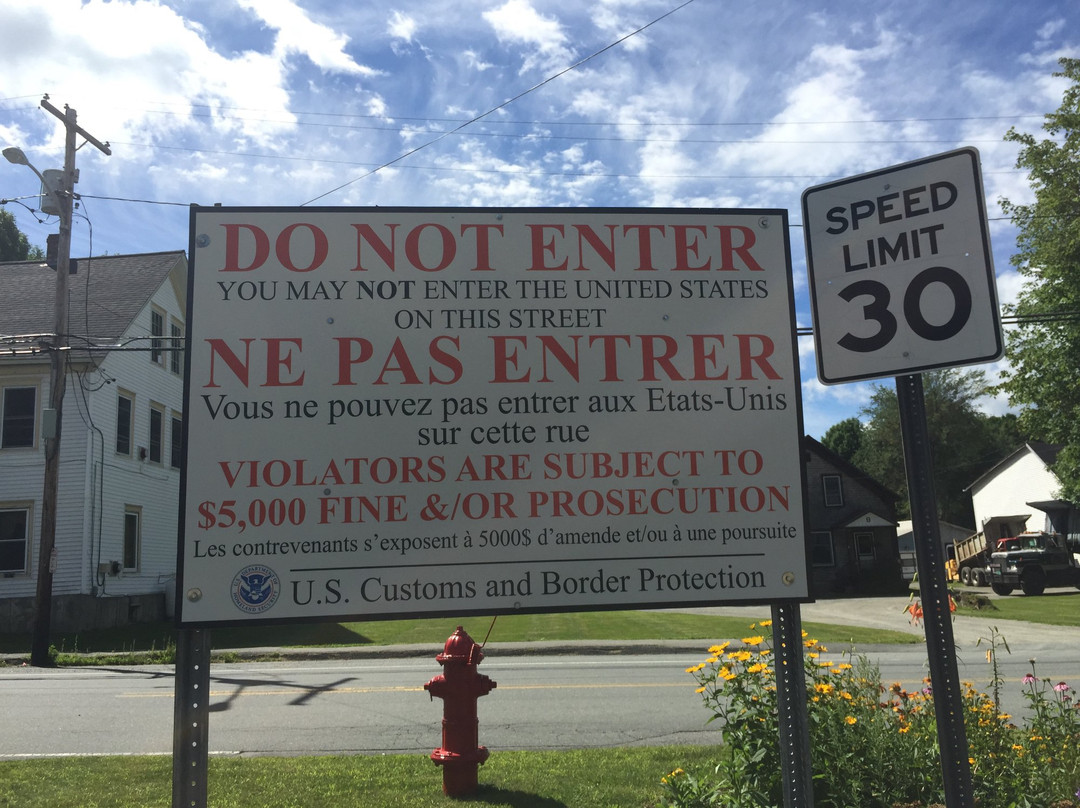 DO NOT ENTER
YOU MAY NOT ENTER THE UNITED STATES
ON THIS STREET
NE PAS ENTRER
Vous ne pouvez pas entrer aux Etats-Unis
sur cette rue
VIOLATORS ARE SUBJECT TO
$5,000 FINE &/OR PROSECUTION
Les contrevenants s'exposent à 5000$ d'amende et/ou à une poursuite
U.S. Customs and Border Protection
SPEED
LIMIT
30